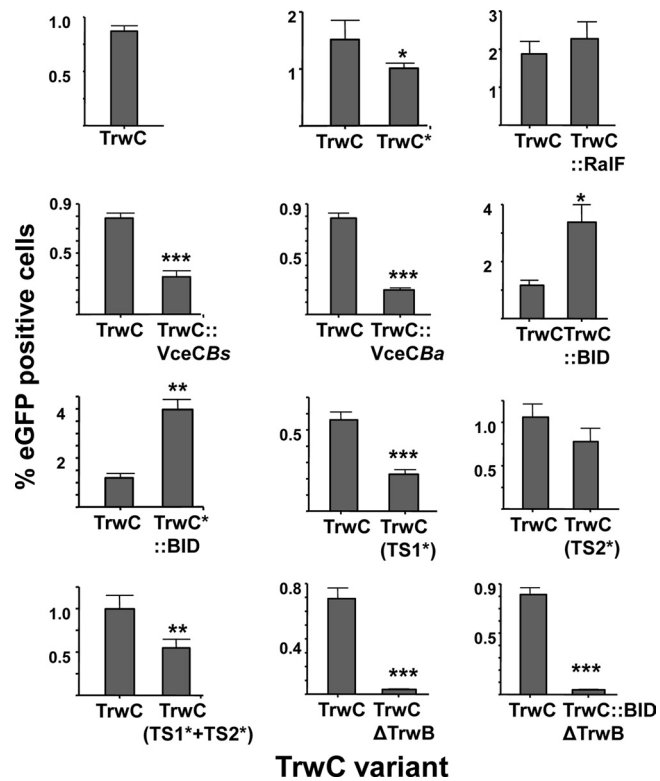 % eGFP positive cells
1.0
0.5
TrwC
2
1
*
TrwC TrwC*
3
2
1
TrwC TrwC
::RalF
0.9
0.5
***
TrwC TrwC::
VceCBs
0.9
0.5
***
TrwC TrwC::
VceCBa
4
2
*
TrwC TrwC
::BID
4
2
**
TrwC TrwC*
::BID
0.5
***
TrwC TrwC
(TS1*)
1.0
0.5
TrwC TrwC
(TS2*)
1.0
0.5
**
TrwC TrwC
(TS1*+TS2*)
0.8
0.4
***
TrwC TrwC
ΔTrwB
0.9
0.5
***
TrwC TrwC::BID
ΔTrwB
TrwC variant